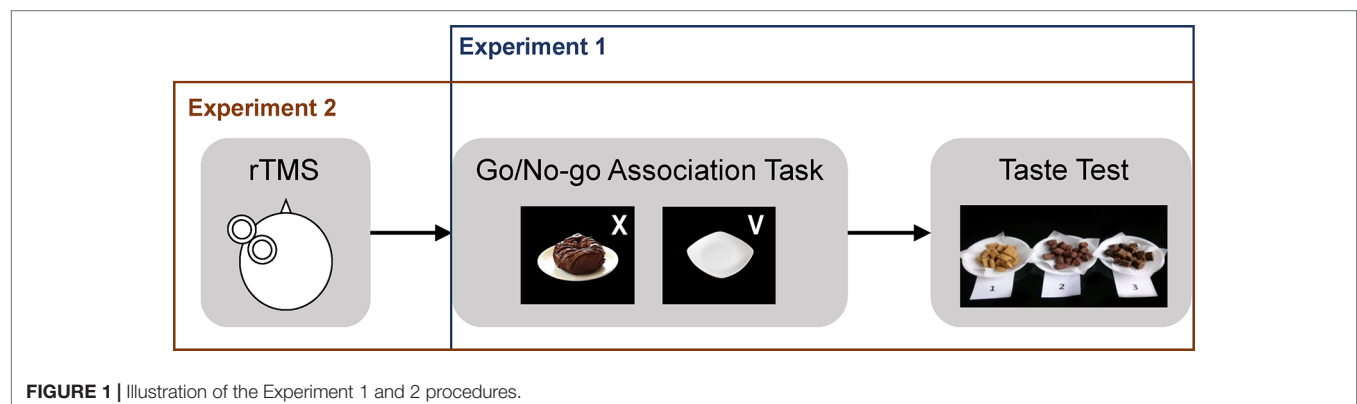 Experiment 1
Experiment 2
rTMS
Go/No-go Association Task
X
V
Taste Test
1
2
3
FIGURE 1 | Illustration of the Experiment 1 and 2 procedures.